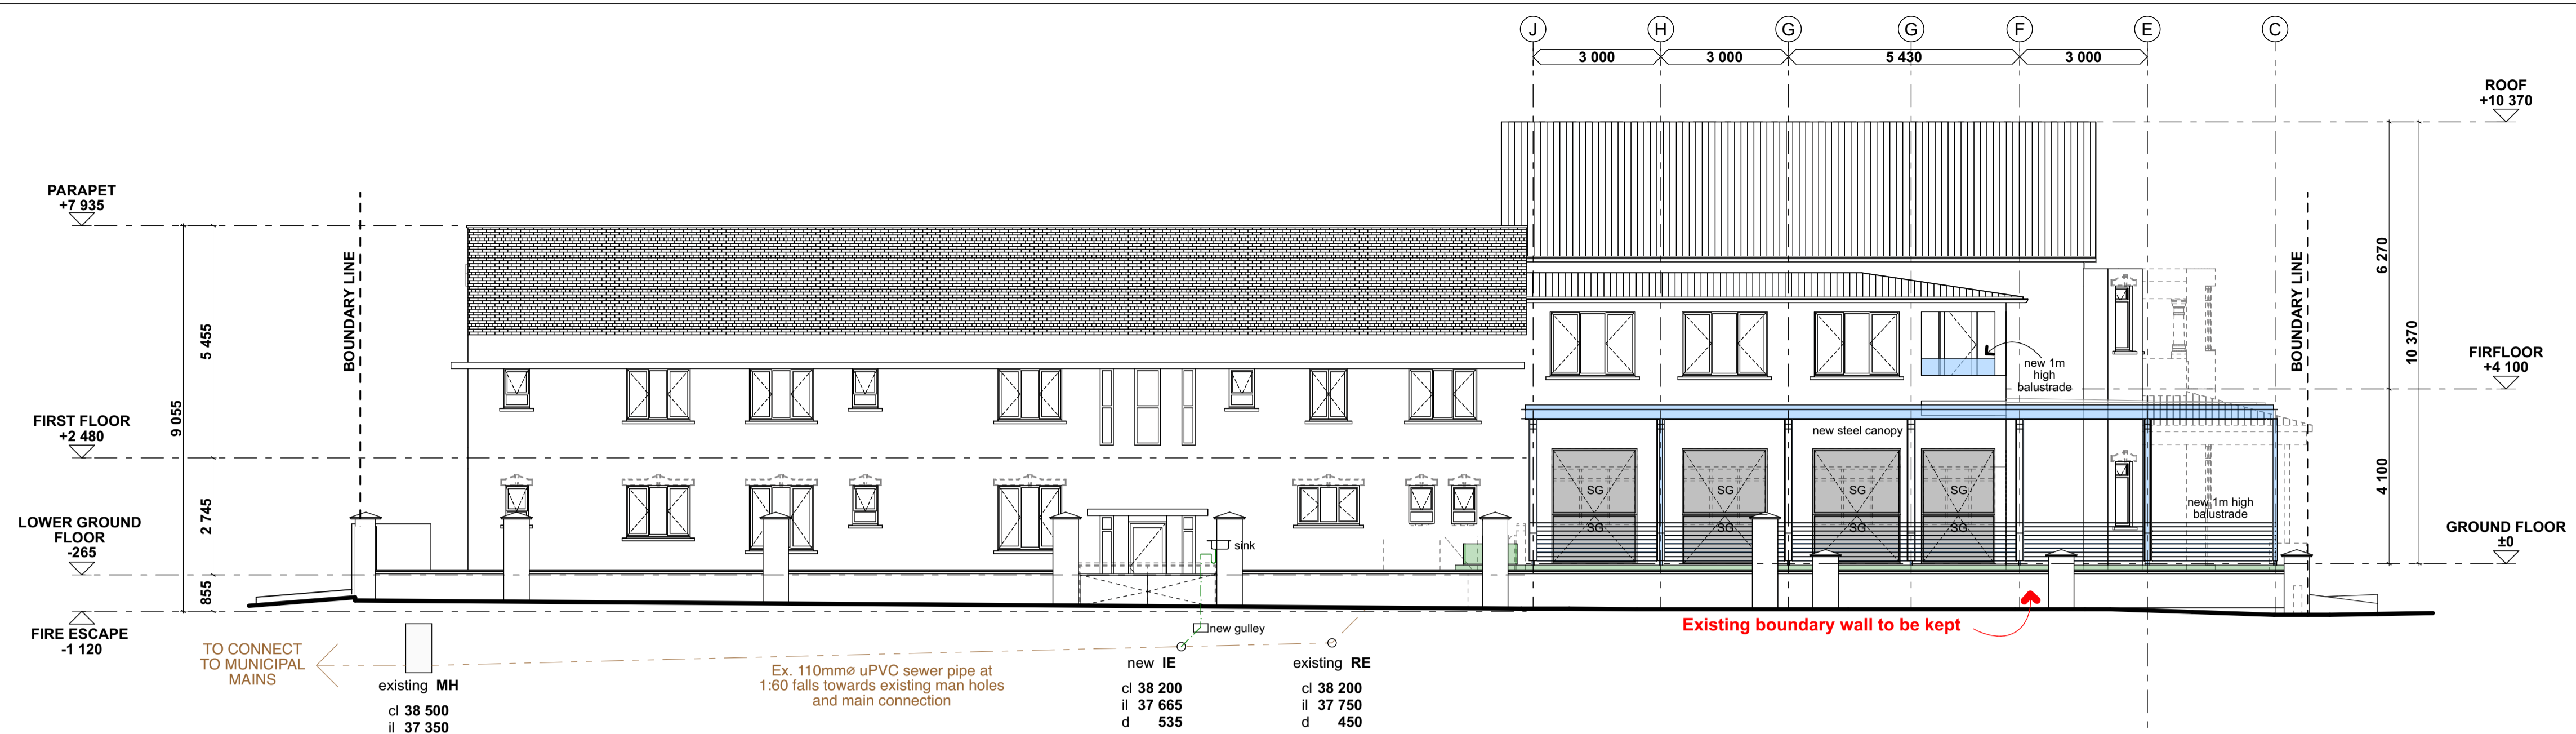 J H G G F E C
3 000 3 000 5 430 3 000
ROOF
+10 370
PARAPET
+7 935
BOUNDARY LINE
BOUNDARY LINE
6 270
10 370
5 455
9 055
new 1m
high
balustrade
FIRFLOOR
+4 100
FIRST FLOOR
+2 480
new steel canopy
4 100
SG SG SG SG
SG SG SG SG
new 1m high
balustrade
2 745
LOWER GROUND
FLOOR
-265
GROUND FLOOR
±0
sink
855
FIRE ESCAPE
-1 120
new gulley
Existing boundary wall to be kept
TO CONNECT
TO MUNICIPAL
MAINS
existing MH
cl 38 500
il 37 350
Ex. 110mmø uPVC sewer pipe at
1:60 falls towards existing man holes
and main connection
new IE
cl 38 200
il 37 665
d 535
existing RE
cl 38 200
il 37 750
d 450